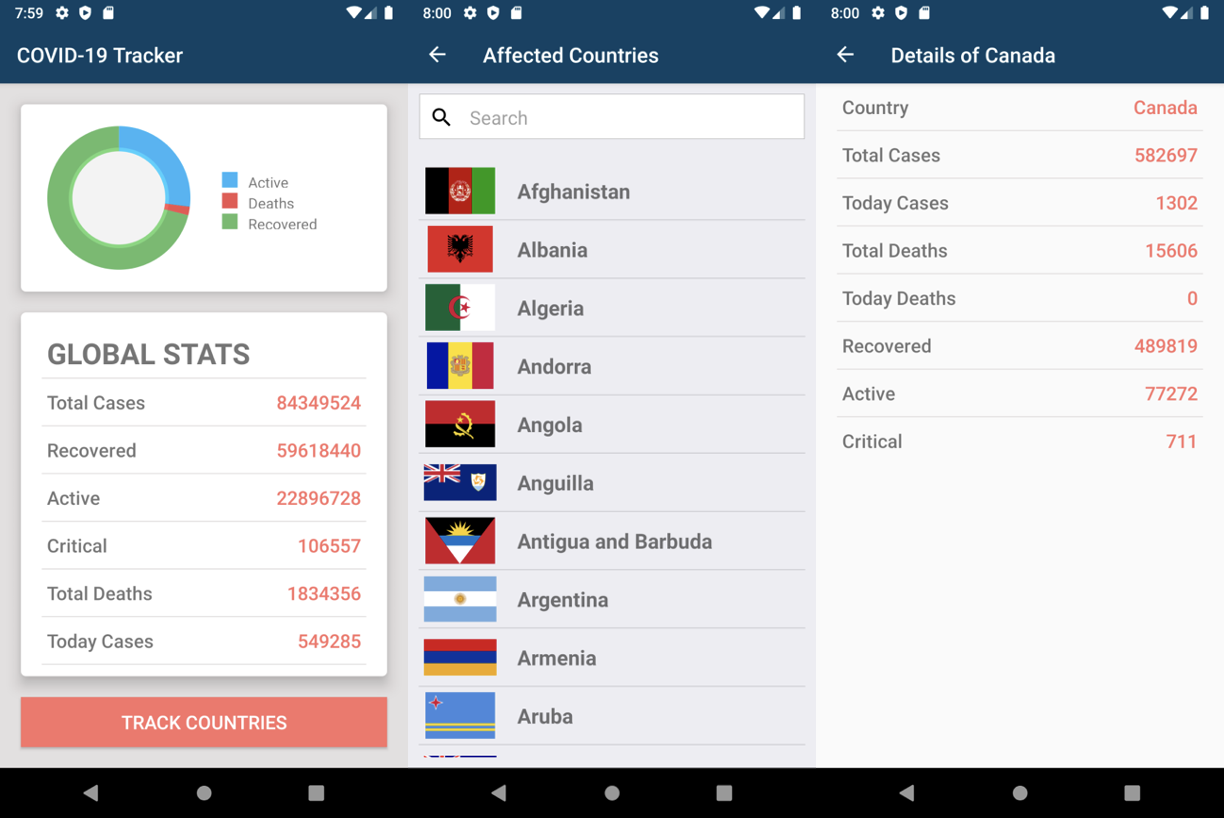 7:59
COVID-19 Tracker
Active
Deaths
Recovered
GLOBAL STATS
Total Cases 84349524
Recovered 59618440
Active 22896728
Critical 106557
Total Deaths 1834356
Today Cases 549285
TRACK COUNTRIES
8:00
Affected Countries
Search
Afghanistan
Albania
Algeria
Andorra
Angola
Anguilla
Antigua and Barbuda
Argentina
Armenia
Aruba
8:00
Details of Canada
Country Canada
Total Cases 582697
Today Cases 1302
Total Deaths 15606
Today Deaths 0
Recovered 489819
Active 77272
Critical 711